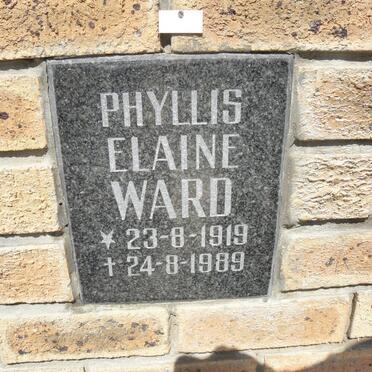 PHYLLIS
ELAINE
WARD
★ 23-8-1919
† 24-8-1989